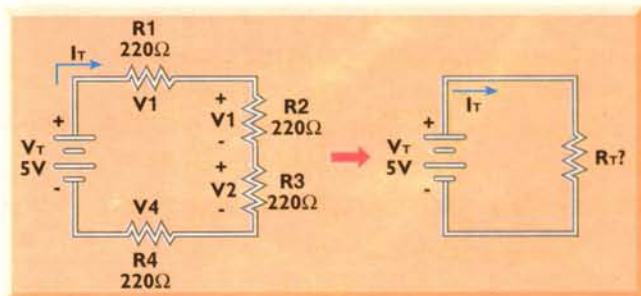 IT
R1
220Ω
V1
+
V1
-
R2
220Ω
+
V2
-
R3
220Ω
+
VT
5V
-
V4
R4
220Ω
IT
+
VT
5V
-
RT?